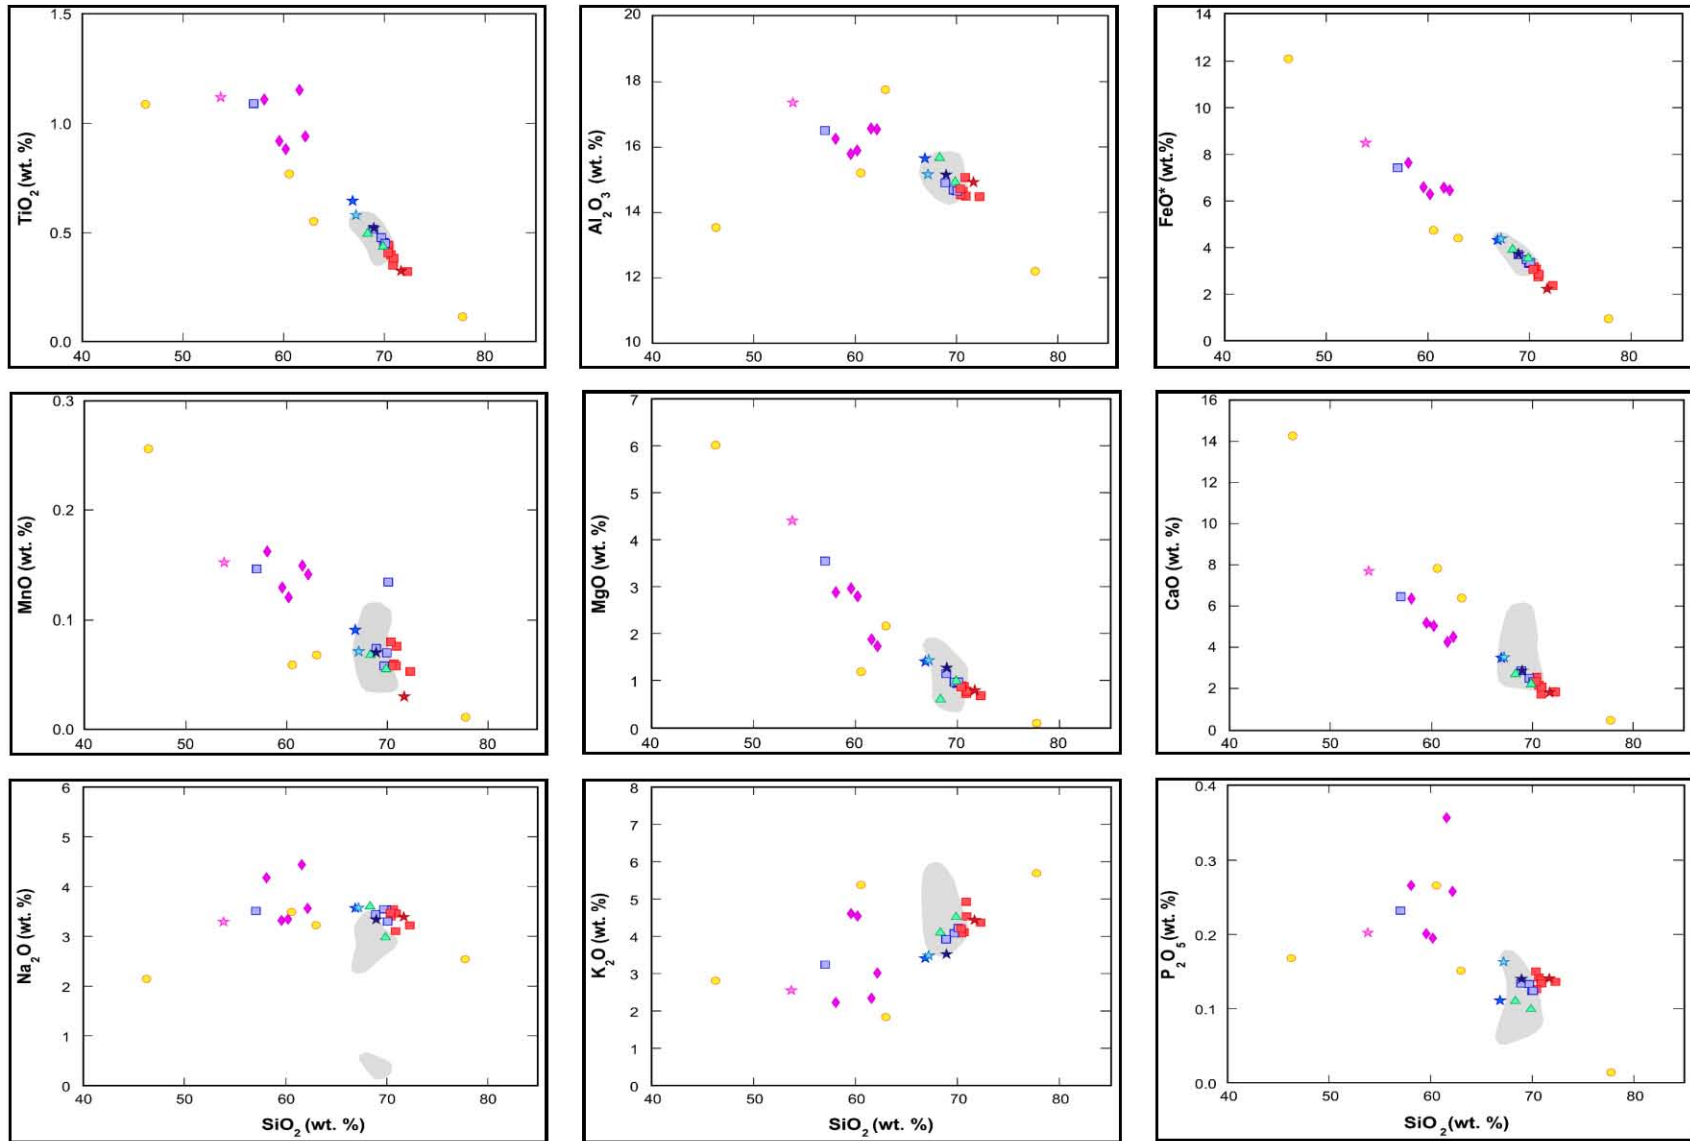 TiO2 (wt. %)
1.5
1.0
0.5
0.0
40 50 60 70 80
Al2O3 (wt. %)
20
18
16
14
12
10
40 50 60 70 80
FeO* (wt.%)
14
12
10
8
6
4
2
0
40 50 60 70 80
MnO (wt. %)
0.3
0.2
0.1
0.0
40 50 60 70 80
MgO (wt. %)
7
6
5
4
3
2
1
0
40 50 60 70 80
CaO (wt. %)
16
14
12
10
8
6
4
2
0
40 50 60 70 80
Na2O (wt. %)
6
5
4
3
2
1
0
40 50 60 70 80
SiO2 (wt. %)
K2O (wt. %)
8
7
6
5
4
3
2
1
0
40 50 60 70 80
SiO2 (wt. %)
P2O5 (wt. %)
0.4
0.3
0.2
0.1
0.0
40 50 60 70 80
SiO2 (wt. %)